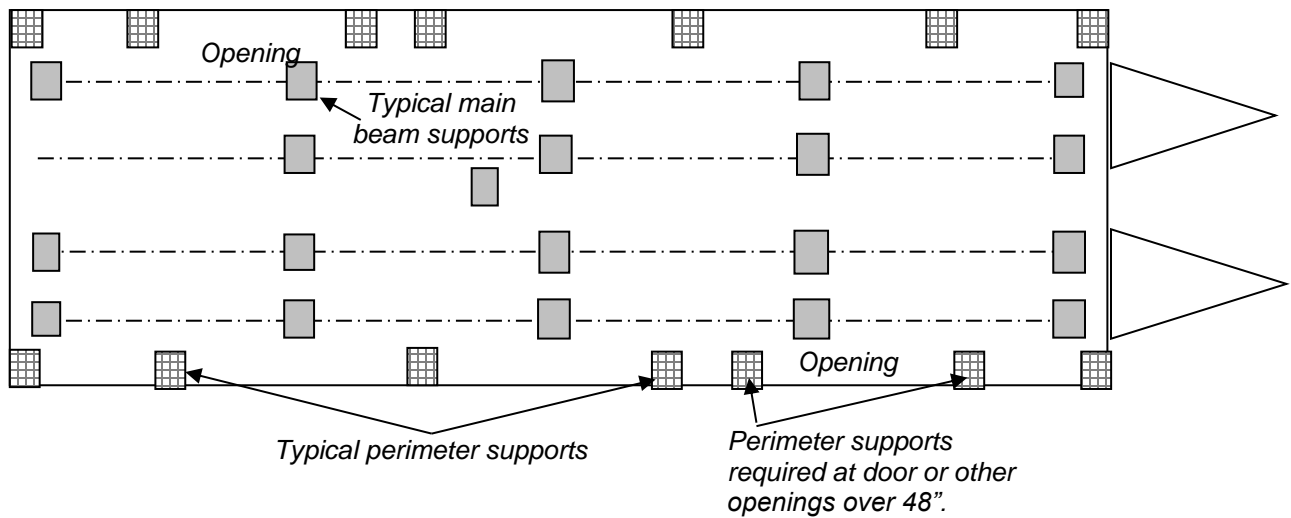 Opening
Typical main
beam supports
Opening
Typical perimeter supports
Perimeter supports
required at door or other
openings over 48”.